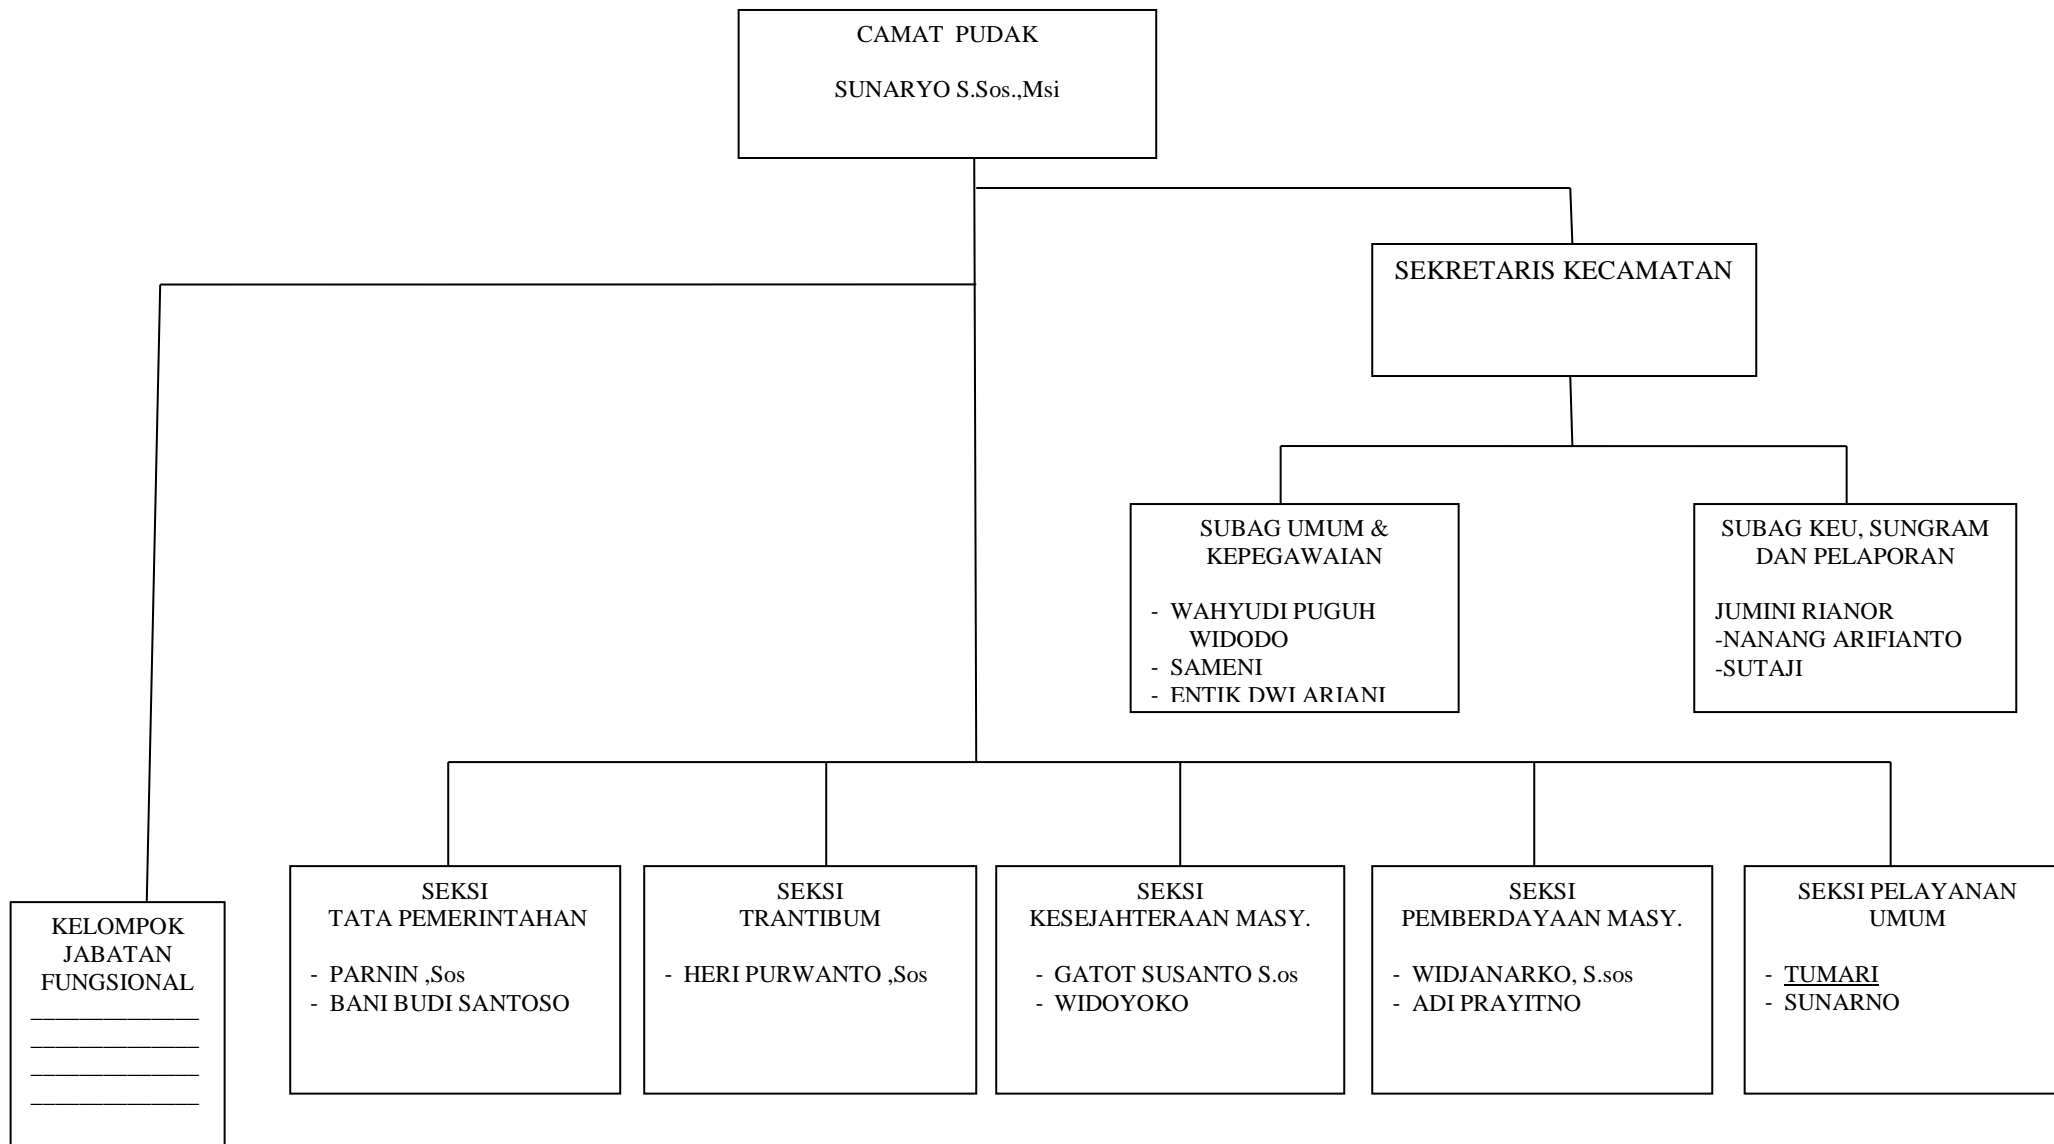 CAMAT PUDAK
SUNARYO S.Sos.,Msi
SEKRETARIS KECAMATAN
SUBAG UMUM &
KEPEGAWAIAN
- WAHYUDI PUGUH
WIDODO
- SAMENI
- ENTIK DWI ARIANI
SUBAG KEU, SUNGRAM
DAN PELAPORAN
JUMINI RIANOR
-NANANG ARIFIANTO
-SUTAJI
KELOMPOK
JABATAN
FUNGSIONAL
SEKSI
TATA PEMERINTAHAN
- PARNIN ,Sos
- BANI BUDI SANTOSO
SEKSI
TRANTIBUM
- HERI PURWANTO ,Sos
SEKSI
KESEJAHTERAAN MASY.
- GATOT SUSANTO S.os
- WIDOYOKO
SEKSI
PEMBERDAYAAN MASY.
- WIDJANARKO, S.sos
- ADI PRAYITNO
SEKSI PELAYANAN
UMUM
- TUMARI
- SUNARNO